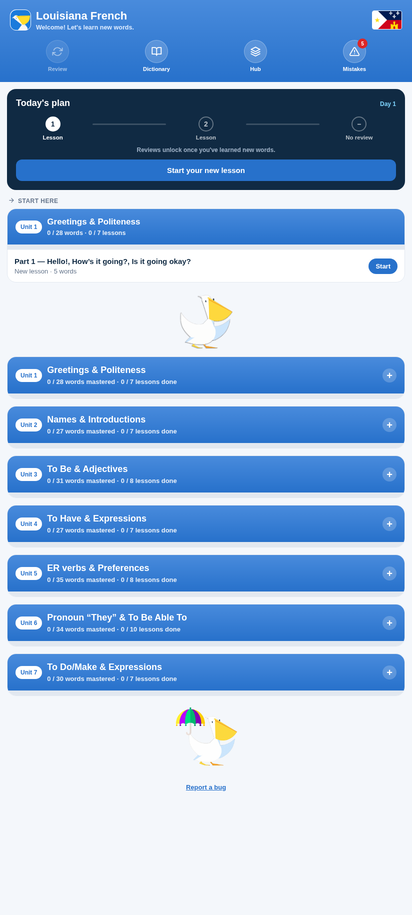 Louisiana French
Welcome! Let's learn new words.
Review
Dictionary
Hub
5
Mistakes
Today's plan
Day 1
1
2
–
Lesson
Lesson
No review
Reviews unlock once you've learned new words.
Start your new lesson
START HERE
Unit 1
Greetings & Politeness
0 / 28 words · 0 / 7 lessons
Part 1 — Hello!, How's it going?, Is it going okay?
New lesson · 5 words
Start
Unit 1
Greetings & Politeness
0 / 28 words mastered · 0 / 7 lessons done
Unit 2
Names & Introductions
0 / 27 words mastered · 0 / 7 lessons done
Unit 3
To Be & Adjectives
0 / 31 words mastered · 0 / 8 lessons done
Unit 4
To Have & Expressions
0 / 27 words mastered · 0 / 7 lessons done
Unit 5
ER verbs & Preferences
0 / 35 words mastered · 0 / 8 lessons done
Unit 6
Pronoun “They” & To Be Able To
0 / 34 words mastered · 0 / 10 lessons done
Unit 7
To Do/Make & Expressions
0 / 30 words mastered · 0 / 7 lessons done
Report a bug